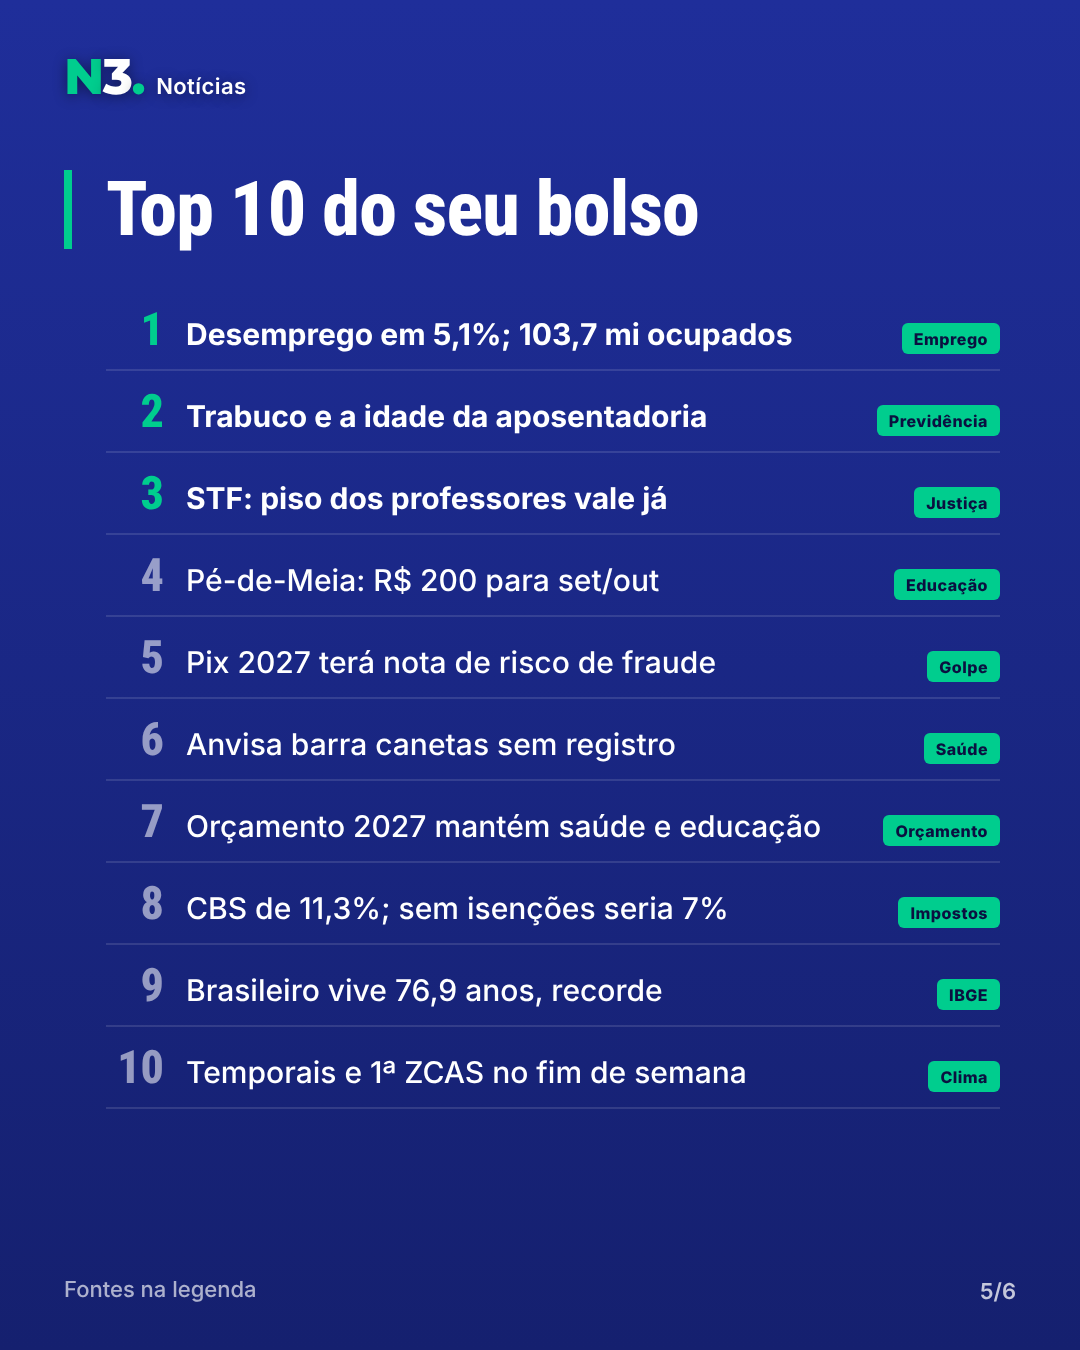 N3. Notícias
Top 10 do seu bolso
1 Desemprego em 5,1%; 103,7 mi ocupados Emprego
2 Trabuco e a idade da aposentadoria Previdência
3 STF: piso dos professores vale já Justiça
4 Pé-de-Meia: R$ 200 para set/out Educação
5 Pix 2027 terá nota de risco de fraude Golpe
6 Anvisa barra canetas sem registro Saúde
7 Orçamento 2027 mantém saúde e educação Orçamento
8 CBS de 11,3%; sem isenções seria 7% Impostos
9 Brasileiro vive 76,9 anos, recorde IBGE
10 Temporais e 1ª ZCAS no fim de semana Clima
Fontes na legenda 5/6